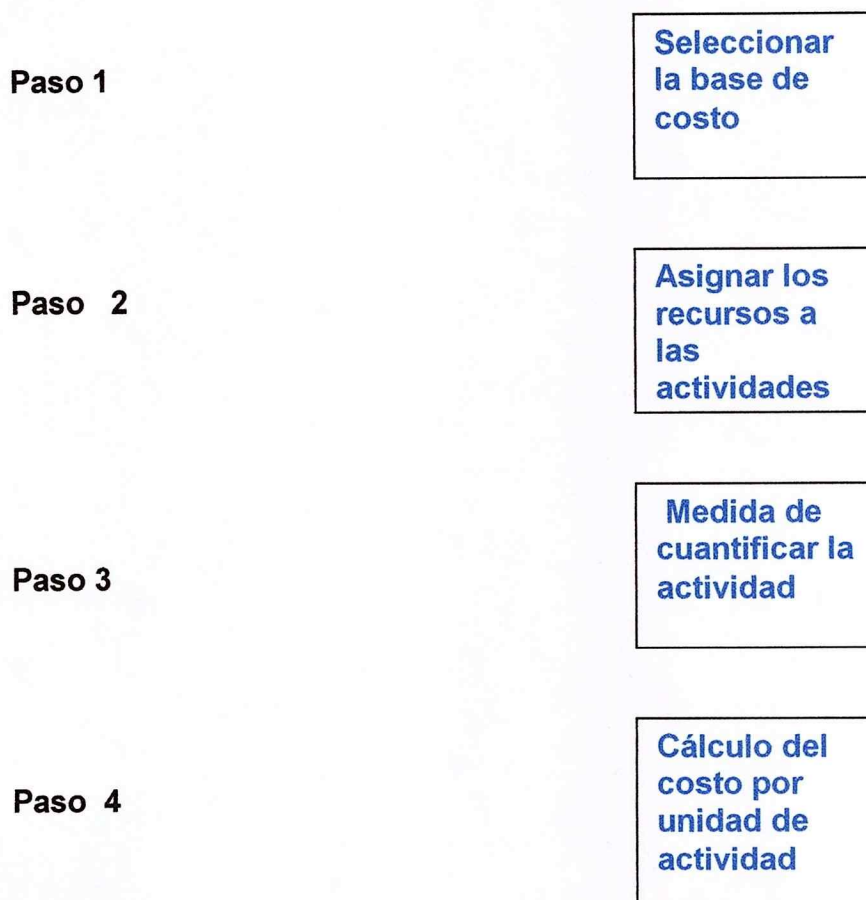 Paso 1
Seleccionar
la base de
costo
Paso 2
Asignar los
recursos a
las
actividades
Paso 3
Medida de
cuantificar la
actividad
Paso 4
Cálculo del
costo por
unidad de
actividad